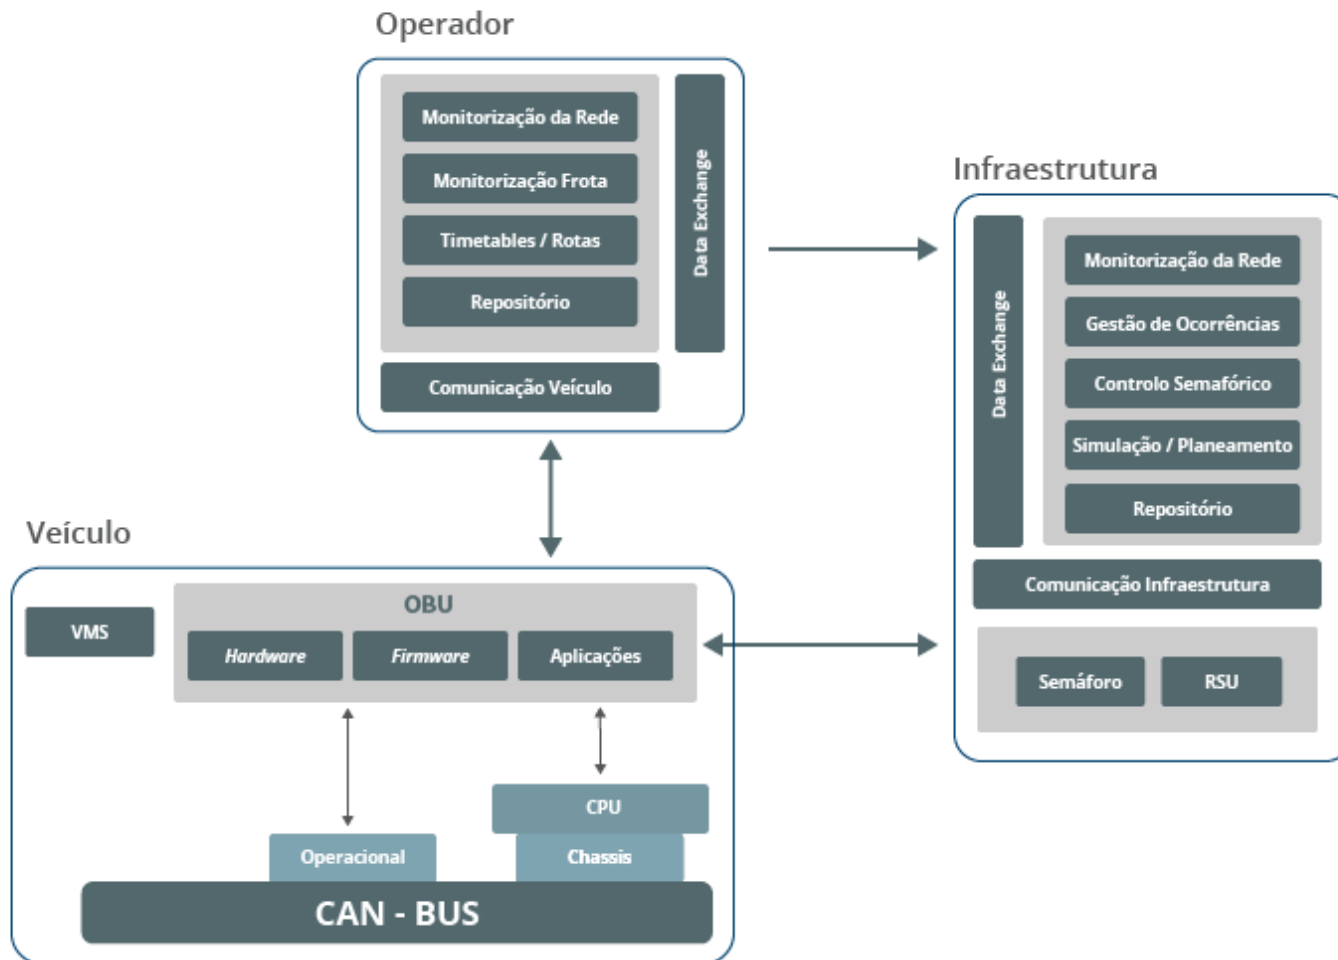 Operador
Monitorização da Rede
Monitorização Frota
Timetables / Rotas
Repositório
Data Exchange
Comunicação Veículo
Infraestrutura
Data Exchange
Monitorização da Rede
Gestão de Ocorrências
Controlo Semafórico
Simulação / Planeamento
Repositório
Comunicação Infraestrutura
Semáforo
RSU
Veículo
VMS
OBU
Hardware
Firmware
Aplicações
CPU
Operacional
Chassis
CAN - BUS